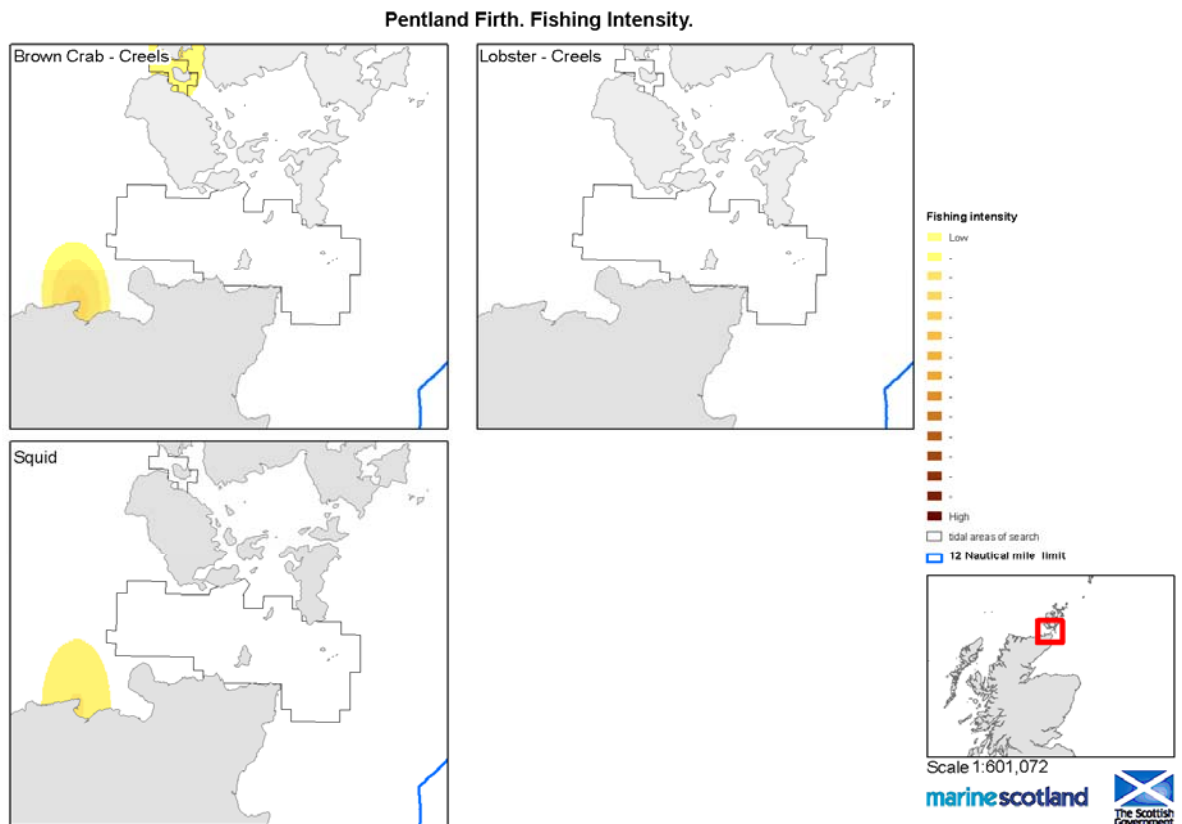 Pentland Firth. Fishing Intensity.
Brown Crab - Creels
Lobster - Creels
Squid
Fishing intensity
Low
-
-
-
-
-
-
-
-
-
-
-
-
-
High
tidal areas of search
12 Nautical mile limit
Scale 1:601,072
marinescotland
The Scottish
Government